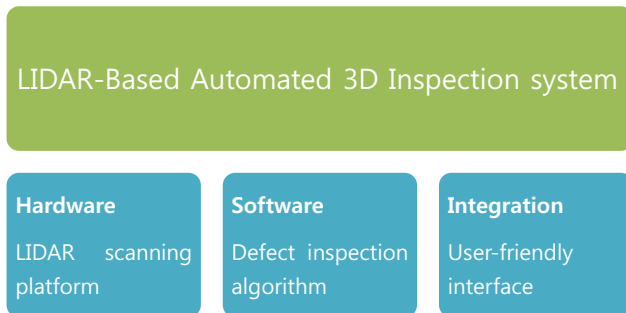 LIDAR-Based Automated 3D Inspection system
Hardware
LIDAR scanning
platform
Software
Defect inspection
algorithm
Integration
User-friendly
interface